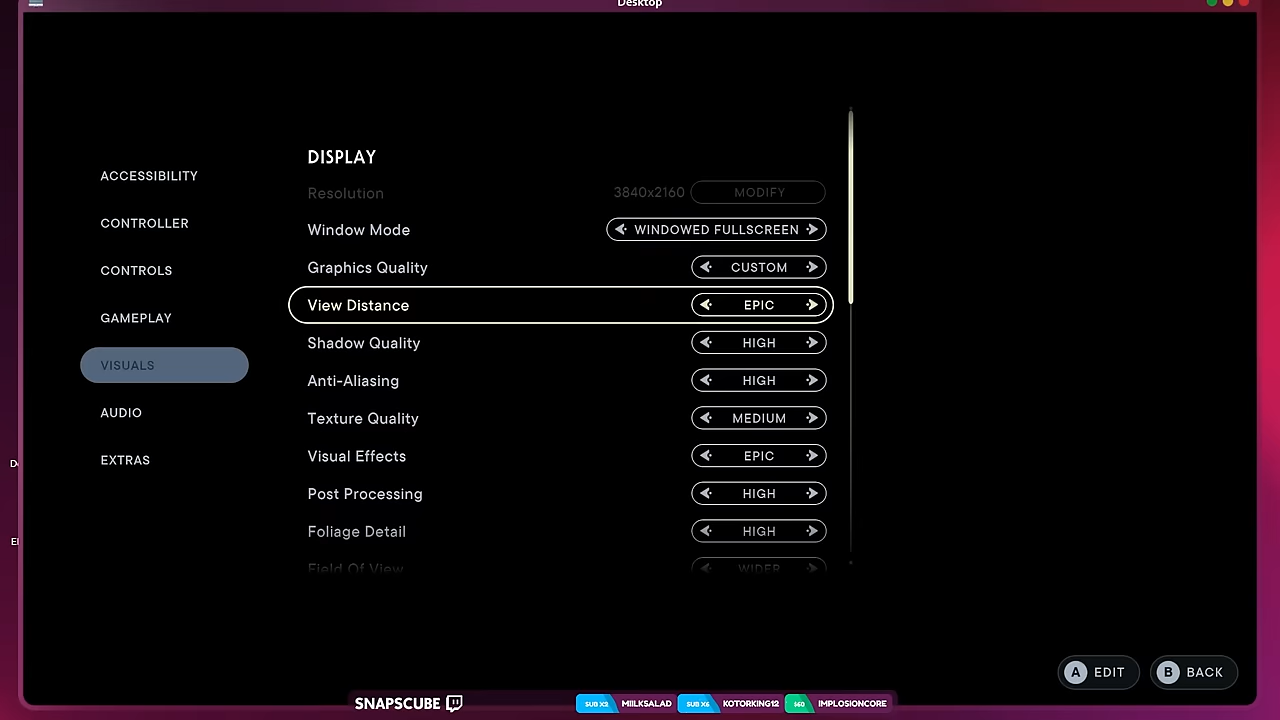 Desktop
DISPLAY
ACCESSIBILITY
CONTROLLER
CONTROLS
GAMEPLAY
VISUALS
AUDIO
EXTRAS
Resolution 3840x2160 MODIFY
Window Mode WINDOWED FULLSCREEN
Graphics Quality CUSTOM
View Distance EPIC
Shadow Quality HIGH
Anti-Aliasing HIGH
Texture Quality MEDIUM
Visual Effects EPIC
Post Processing HIGH
Foliage Detail HIGH
Field Of View WIDER
A EDIT B BACK
SNAPSCUBE SUB X2 MIILKSALAD SUB X6 KOTORKING12 IMPLOSIONCORE